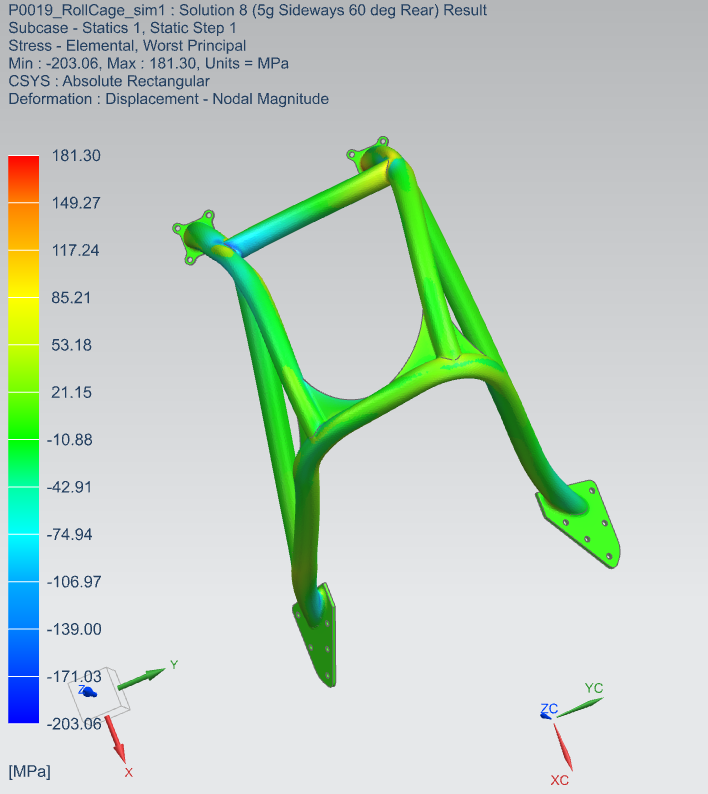 P0019_RollCage_sim1 : Solution 8 (5g Sideways 60 deg Rear) Result
Subcase - Statics 1, Static Step 1
Stress - Elemental, Worst Principal
Min : -203.06, Max : 181.30, Units = MPa
CSYS : Absolute Rectangular
Deformation : Displacement - Nodal Magnitude
181.30
149.27
117.24
85.21
53.18
21.15
-10.88
-42.91
-74.94
-106.97
-139.00
-171.03
-203.06
[MPa]
Z
Y
X
ZC
YC
XC